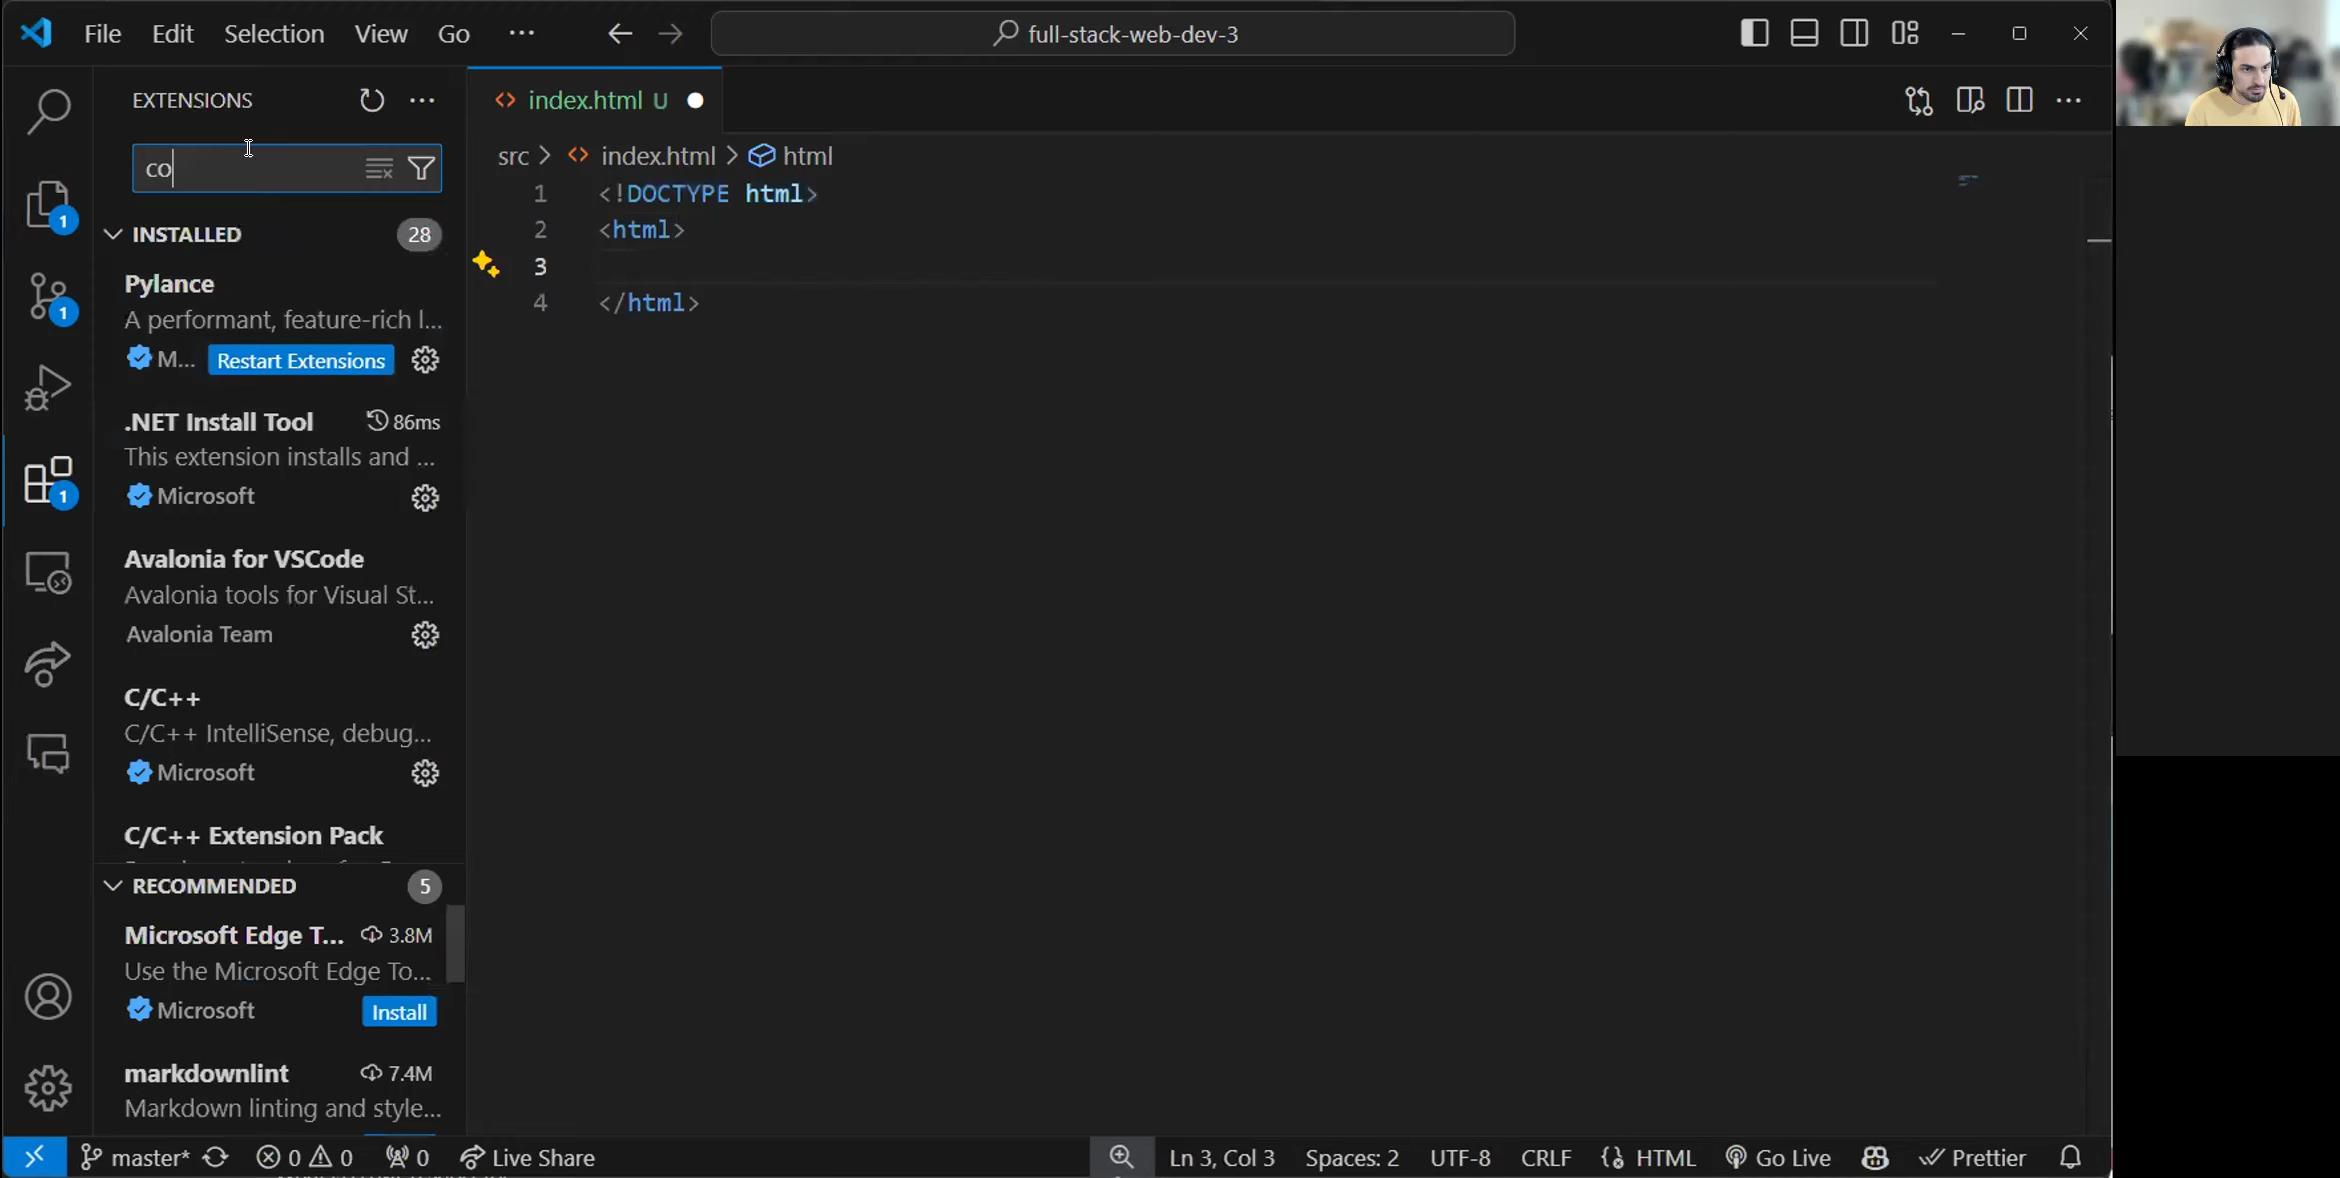 File Edit Selection View Go ···
full-stack-web-dev-3
EXTENSIONS
co
INSTALLED 28
Pylance
A performant, feature-rich l...
M... Restart Extensions
.NET Install Tool 86ms
This extension installs and ...
Microsoft
Avalonia for VSCode
Avalonia tools for Visual St...
Avalonia Team
C/C++
C/C++ IntelliSense, debug...
Microsoft
C/C++ Extension Pack
RECOMMENDED 5
Microsoft Edge T... 3.8M
Use the Microsoft Edge To...
Microsoft Install
markdownlint 7.4M
Markdown linting and style...
1
1
1
index.html U
src > index.html > html
1 <!DOCTYPE html>
2 <html>
3
4 </html>
master* 0 0 0 Live Share
Ln 3, Col 3 Spaces: 2 UTF-8 CRLF HTML Go Live Prettier